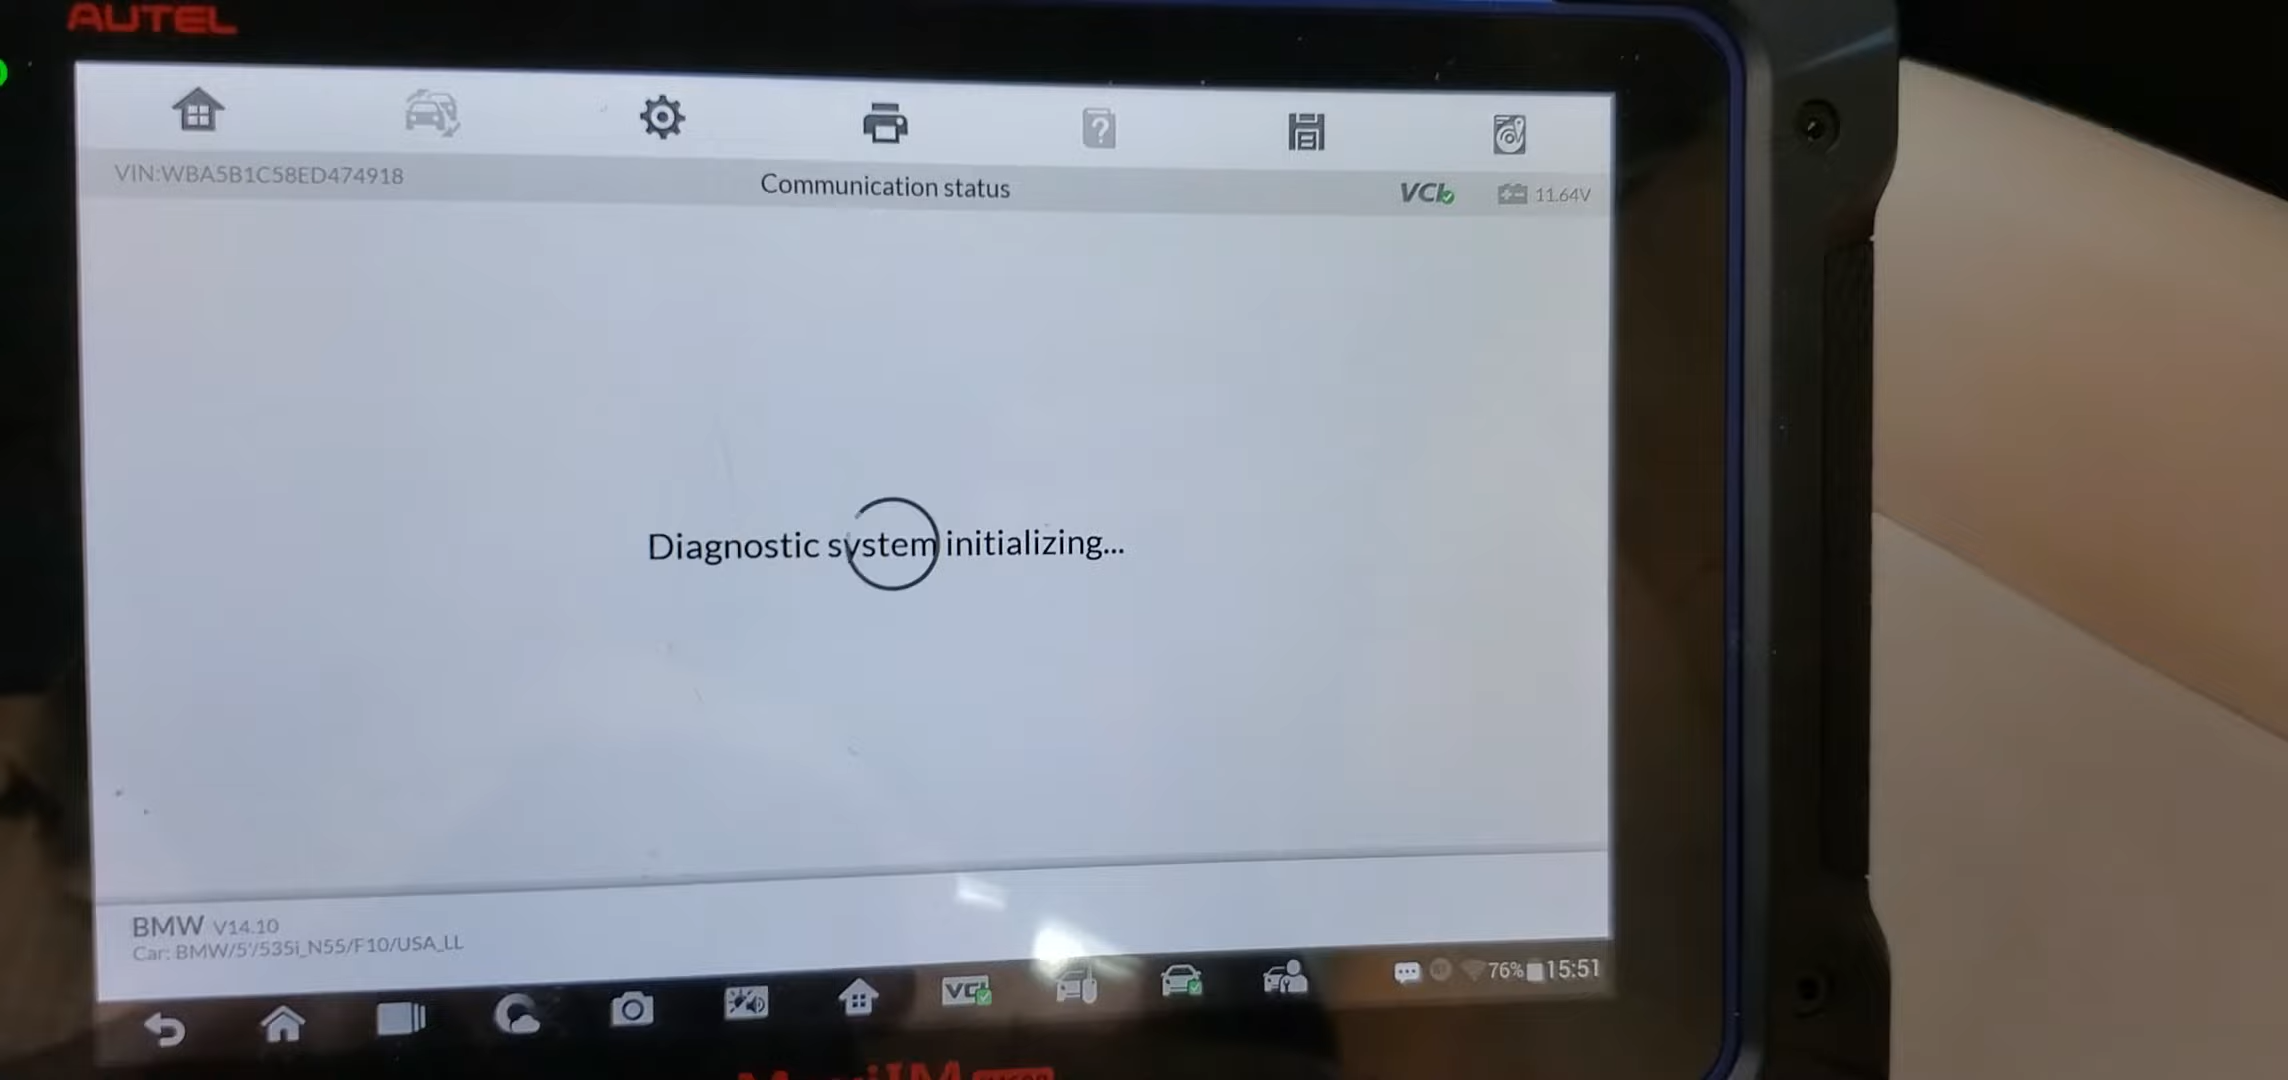 AUTEL
VIN:WBA5B1C58ED474918
Communication status
VCI
11.64V
Diagnostic system initializing...
BMW V14.10
Car: BMW/5'/535i_N55/F10/USA_LL
VCI
76%
15:51